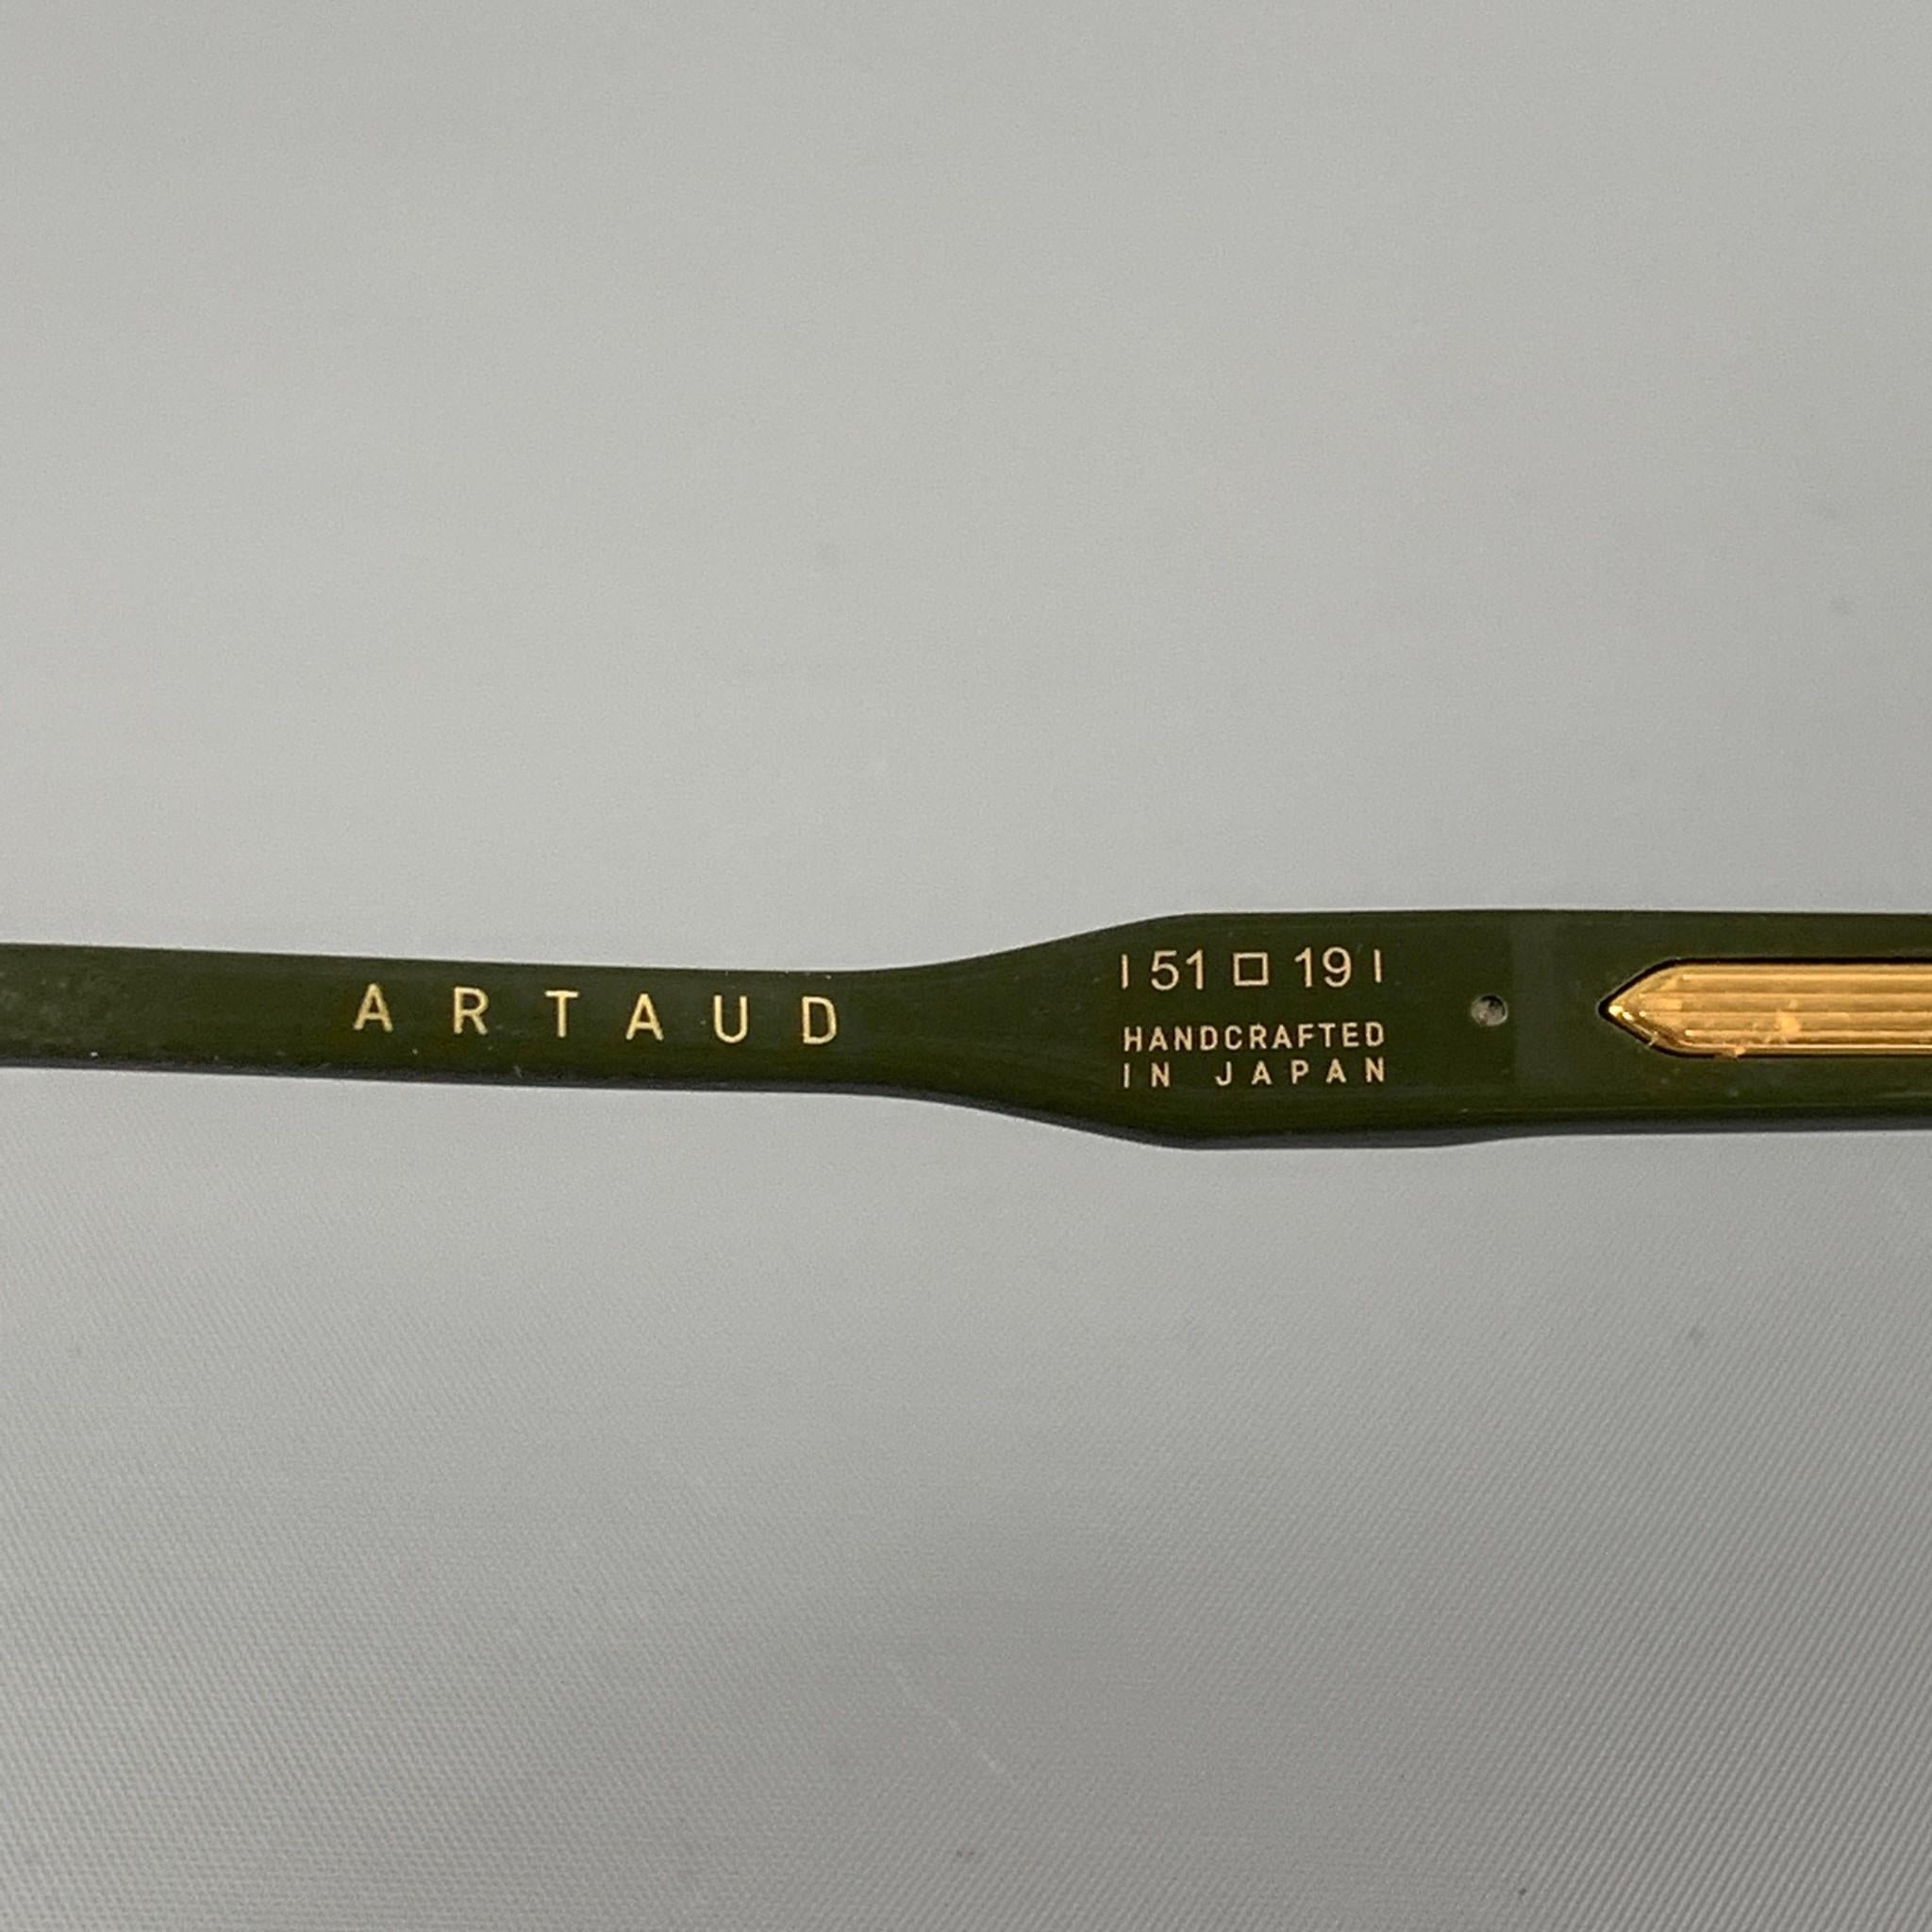 ARTAUD
| 51 □ 19 |
HANDCRAFTED
IN JAPAN